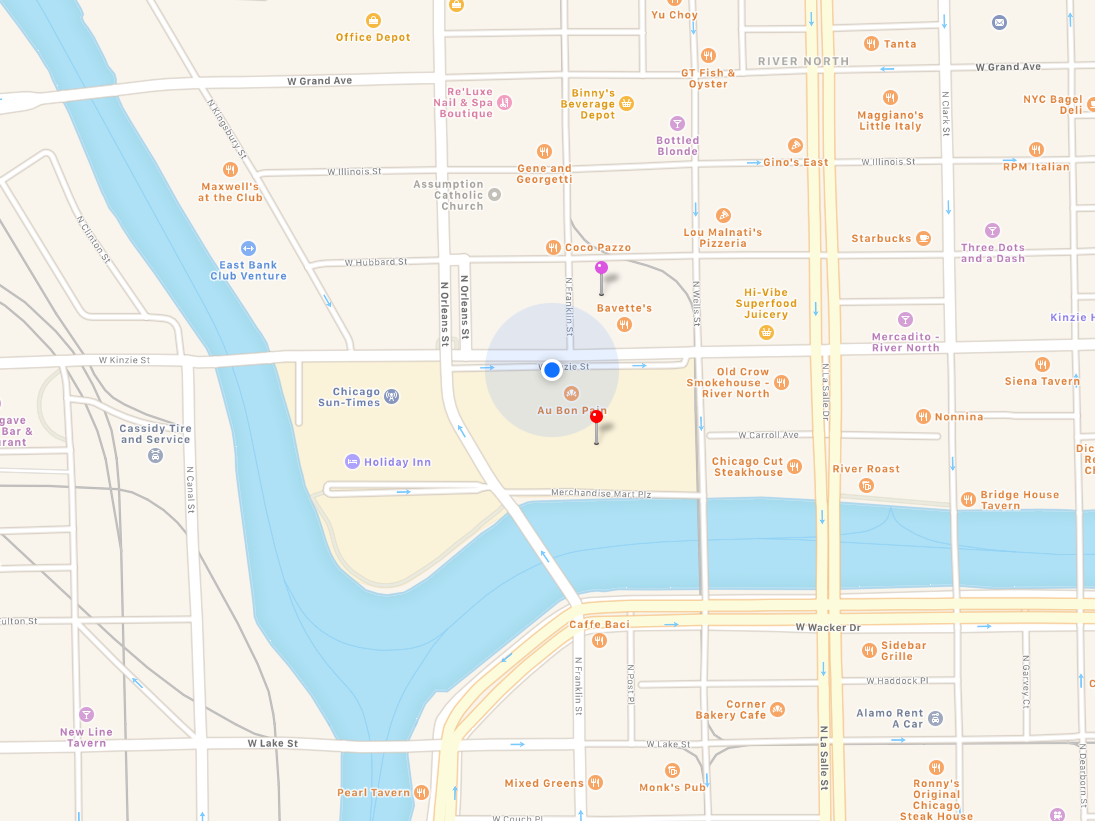 Yu Choy
Office Depot
Tanta
RIVER NORTH
W Grand Ave
W Grand Ave
GT Fish &
Oyster
Re'Luxe
Nail & Spa
Boutique
Binny's
Beverage
Depot
NYC Bagel
Deli
Maggiano's
Little Italy
N Clark St
N Kingsbury St
Bottled
Blonde
Gino's East
W Illinois St
RPM Italian
W Illinois St
Gene and
Georgetti
Maxwell's
at the Club
Assumption
Catholic
Church
N Clinton St
Lou Malnati's
Pizzeria
Starbucks
Three Dots
and a Dash
Coco Pazzo
East Bank
Club Venture
W Hubbard St
N Orleans St
N Orleans St
N Franklin St
N Wells St
Bavette's
Hi-Vibe
Superfood
Juicery
Mercadito -
River North
Kinzie H
W Kinzie St
zie St
Old Crow
Smokehouse -
River North
Siena Tavern
N La Salle Dr
Chicago
Sun-Times
Au Bon Pain
Nonnina
gave
Bar &
urant
Cassidy Tire
and Service
W Carroll Ave
Holiday Inn
Chicago Cut
Steakhouse
River Roast
Dic
Re
Ch
N Canal St
Merchandise Mart Plz
Bridge House
Tavern
ulton St
Caffe Baci
W Wacker Dr
Sidebar
Grille
N Franklin St
N Post Pl
W Haddock Pl
N Garvey Ct
Corner
Bakery Cafe
Alamo Rent
A Car
New Line
Tavern
W Lake St
W Lake St
N La Salle St
N Dearborn St
Pearl Tavern
Mixed Greens
Monk's Pub
Ronny's
Original
Chicago
Steak House
W Couch Pl